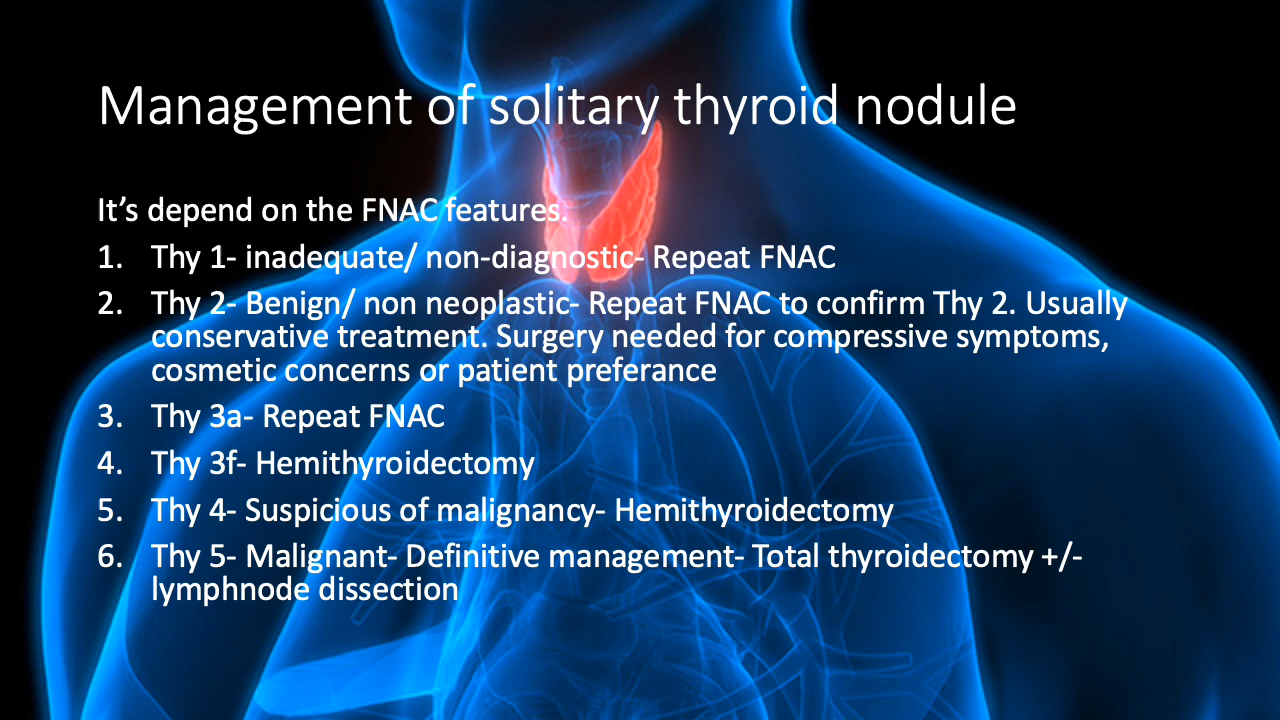 Management of solitary thyroid nodule
It’s depend on the FNAC features.
1. Thy 1- inadequate/ non-diagnostic- Repeat FNAC
2. Thy 2- Benign/ non neoplastic- Repeat FNAC to confirm Thy 2. Usually
conservative treatment. Surgery needed for compressive symptoms,
cosmetic concerns or patient preferance
3. Thy 3a- Repeat FNAC
4. Thy 3f- Hemithyroidectomy
5. Thy 4- Suspicious of malignancy- Hemithyroidectomy
6. Thy 5- Malignant- Definitive management- Total thyroidectomy +/-
lymphnode dissection